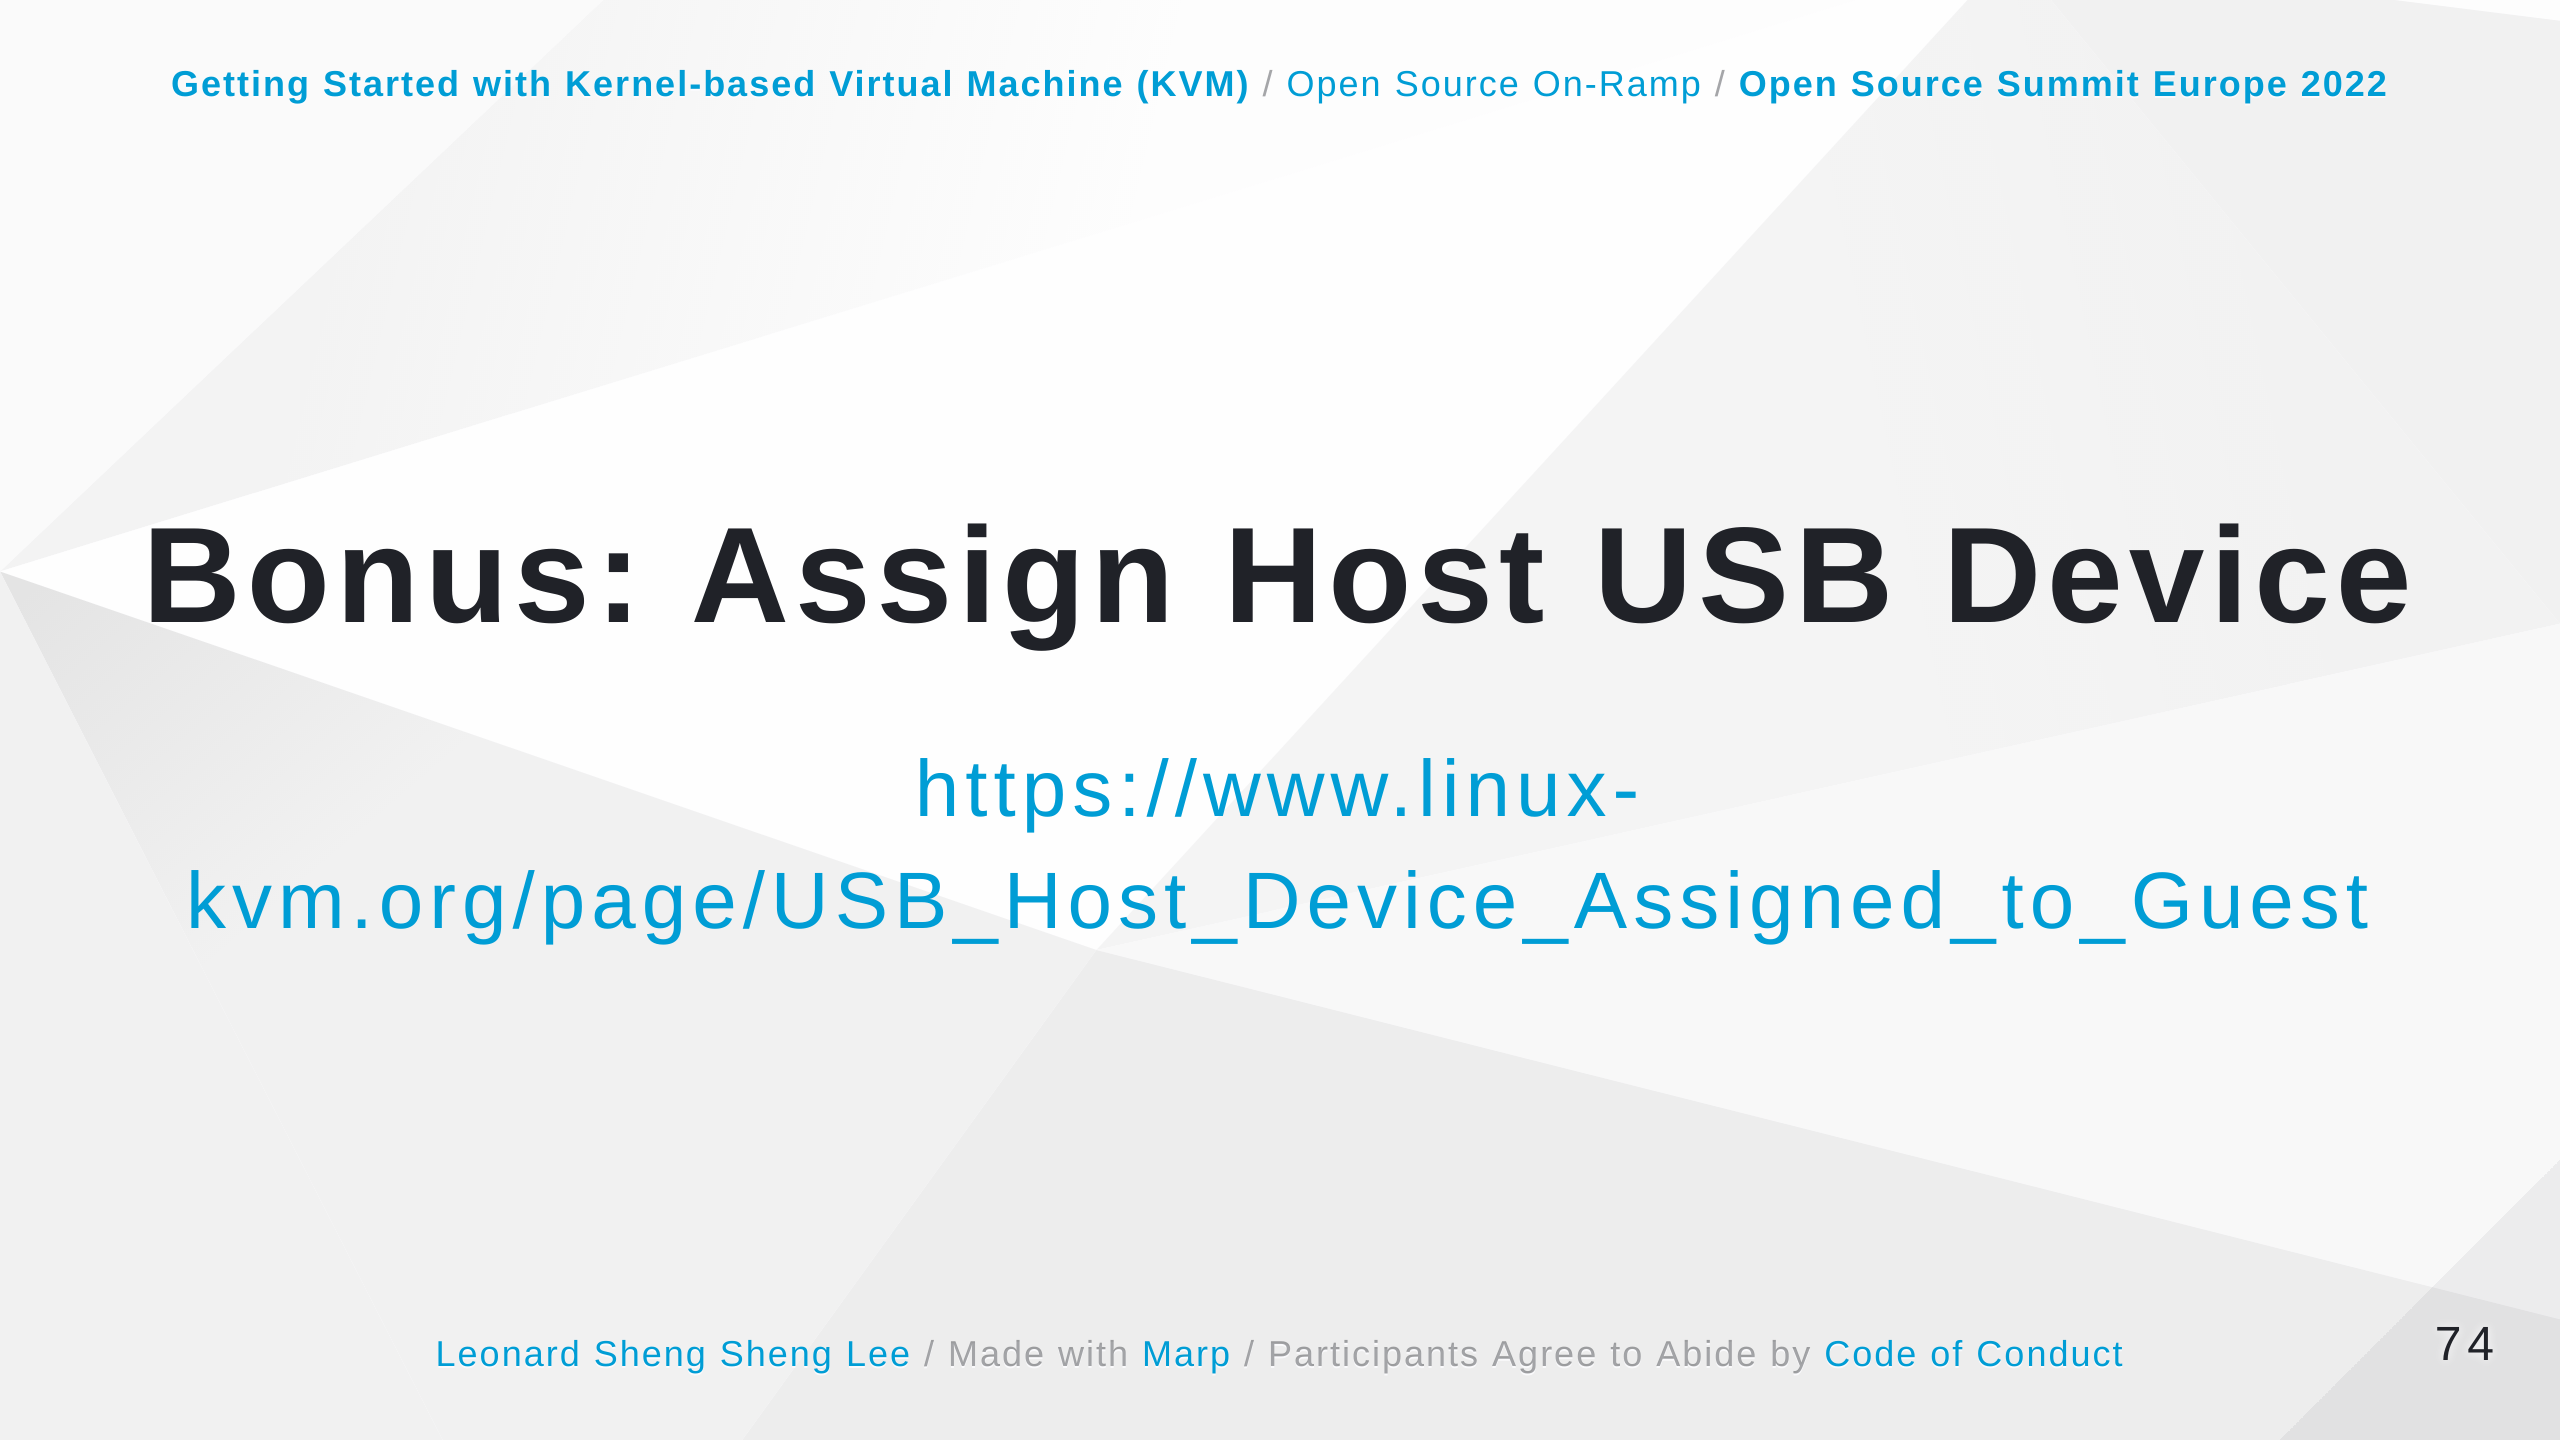 Getting Started with Kernel-based Virtual Machine (KVM) / Open Source On-Ramp / Open Source Summit Europe 2022
Bonus: Assign Host USB Device
https://www.linux-
kvm.org/page/USB_Host_Device_Assigned_to_Guest
Leonard Sheng Sheng Lee / Made with Marp / Participants Agree to Abide by Code of Conduct
74